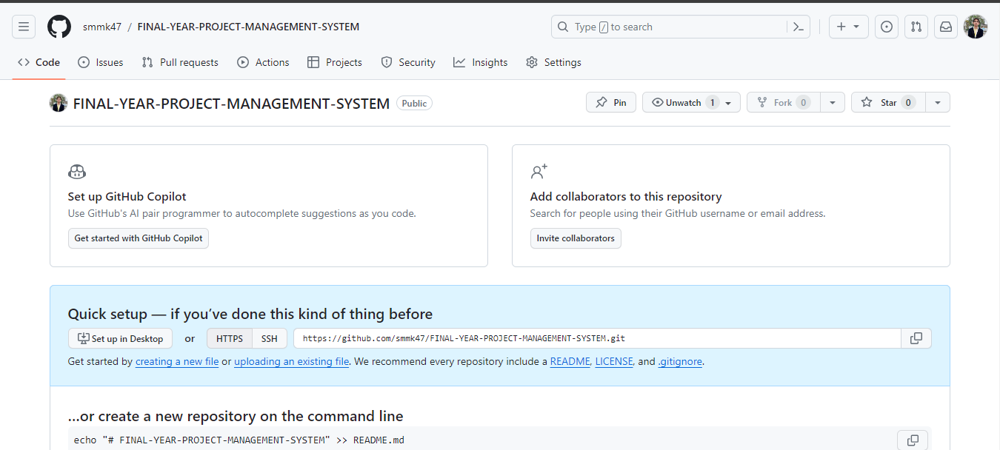 smmk47 / FINAL-YEAR-PROJECT-MANAGEMENT-SYSTEM
Type / to search
Code
Issues
Pull requests
Actions
Projects
Security
Insights
Settings
FINAL-YEAR-PROJECT-MANAGEMENT-SYSTEM Public
Pin
Unwatch 1
Fork 0
Star 0
Set up GitHub Copilot
Use GitHub's AI pair programmer to autocomplete suggestions as you code.
Get started with GitHub Copilot
Add collaborators to this repository
Search for people using their GitHub username or email address.
Invite collaborators
Quick setup — if you’ve done this kind of thing before
Set up in Desktop or HTTPS SSH https://github.com/smmk47/FINAL-YEAR-PROJECT-MANAGEMENT-SYSTEM.git
Get started by creating a new file or uploading an existing file. We recommend every repository include a README, LICENSE, and .gitignore.
…or create a new repository on the command line
echo "# FINAL-YEAR-PROJECT-MANAGEMENT-SYSTEM" >> README.md